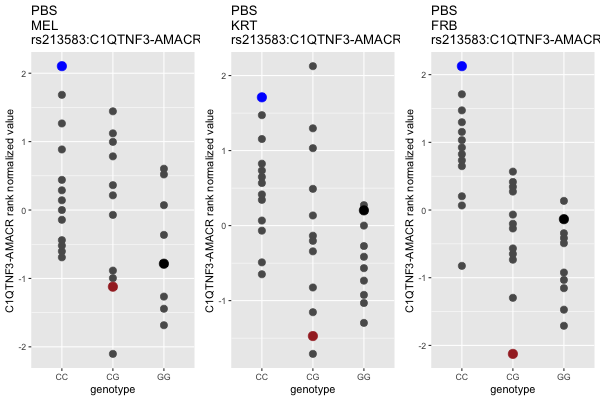 PBS
MEL
rs213583:C1QTNF3-AMACR
C1QTNF3-AMACR rank normalized value
2
1
0
-1
-2
CC
CG
GG
genotype
PBS
KRT
rs213583:C1QTNF3-AMACR
C1QTNF3-AMACR rank normalized value
2
1
0
-1
CC
CG
GG
genotype
PBS
FRB
rs213583:C1QTNF3-AMACR
C1QTNF3-AMACR rank normalized value
2
1
0
-1
-2
CC
CG
GG
genotype